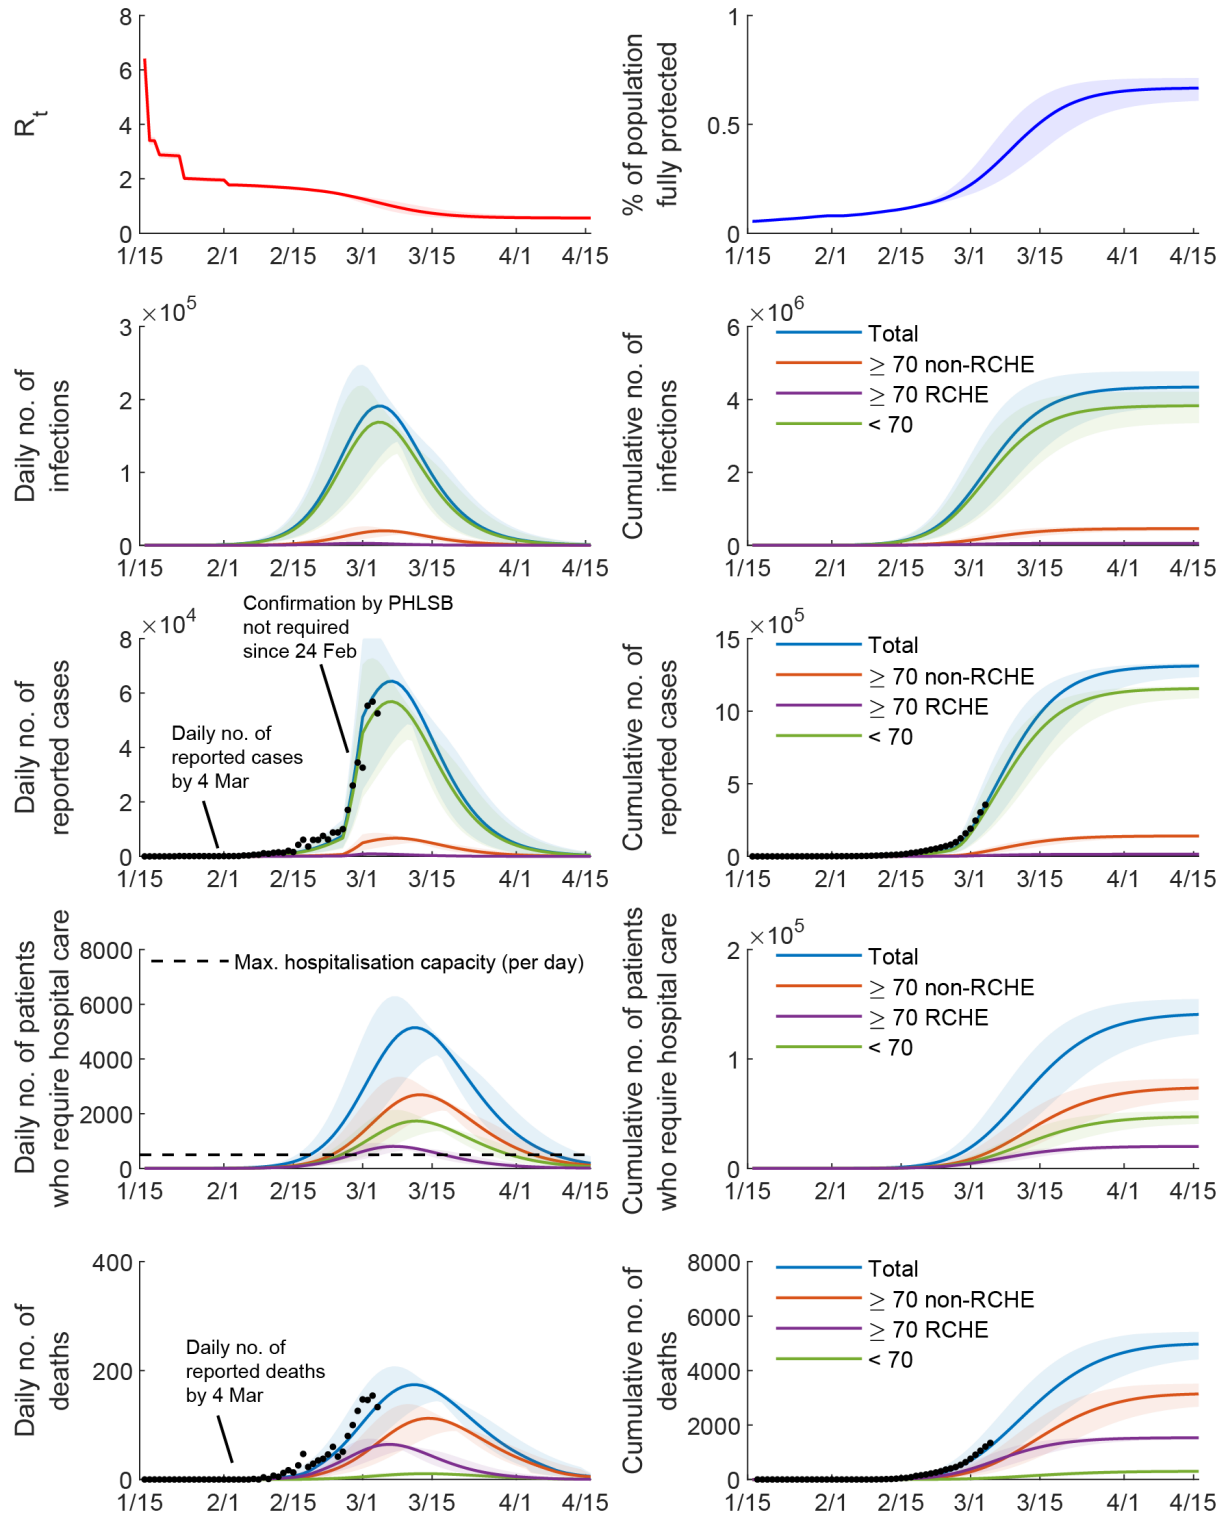 8
6
4
2
0
R_t
1/15 2/1 2/15 3/1 3/15 4/1 4/15
1
0.5
0
% of population
fully protected
1/15 2/1 2/15 3/1 3/15 4/1 4/15
×10^5
3
2
1
0
Daily no. of
infections
1/15 2/1 2/15 3/1 3/15 4/1 4/15
×10^6
6
4
2
0
Cumulative no. of
infections
Total
≥ 70 non-RCHE
≥ 70 RCHE
< 70
1/15 2/1 2/15 3/1 3/15 4/1 4/15
×10^4
8
6
4
2
0
Daily no. of
reported cases
Confirmation by PHLSB
not required
since 24 Feb
Daily no. of
reported cases
by 4 Mar
1/15 2/1 2/15 3/1 3/15 4/1 4/15
×10^5
15
10
5
0
Cumulative no. of
reported cases
Total
≥ 70 non-RCHE
≥ 70 RCHE
< 70
1/15 2/1 2/15 3/1 3/15 4/1 4/15
8000
6000
4000
2000
0
Daily no. of patients
who require hospital care
Max. hospitalisation capacity (per day)
1/15 2/1 2/15 3/1 3/15 4/1 4/15
×10^5
2
1
0
Cumulative no. of patients
who require hospital care
Total
≥ 70 non-RCHE
≥ 70 RCHE
< 70
1/15 2/1 2/15 3/1 3/15 4/1 4/15
400
200
0
Daily no. of
deaths
Daily no. of
reported deaths
by 4 Mar
1/15 2/1 2/15 3/1 3/15 4/1 4/15
8000
6000
4000
2000
0
Cumulative no. of
deaths
Total
≥ 70 non-RCHE
≥ 70 RCHE
< 70
1/15 2/1 2/15 3/1 3/15 4/1 4/15